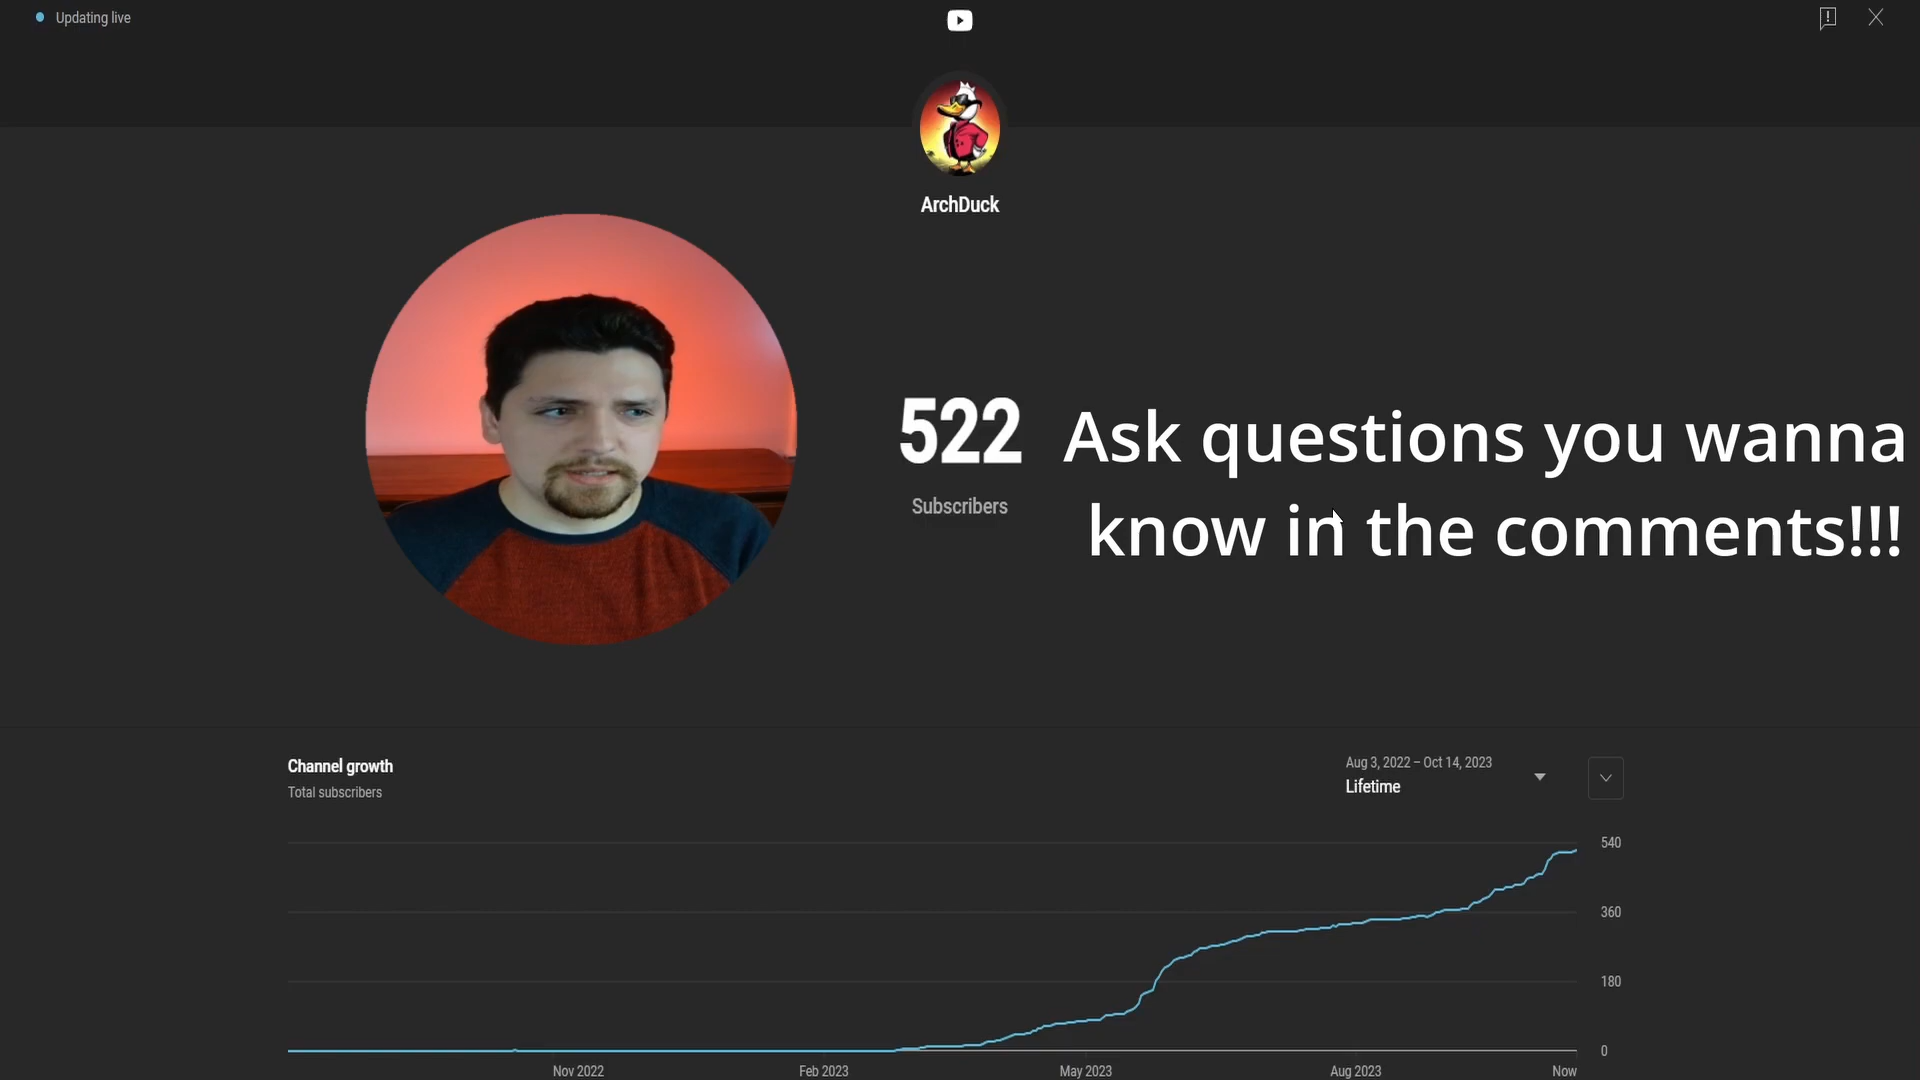 Updating live
ArchDuck
522
Subscribers
Ask questions you wanna
know in the comments!!!
Channel growth
Total subscribers
Aug 3, 2022 – Oct 14, 2023
Lifetime
540
360
180
0
Nov 2022
Feb 2023
May 2023
Aug 2023
Now